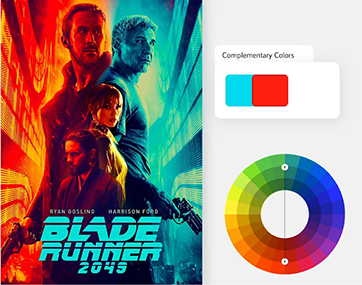 Complementary Colors
RYAN GOSLING HARRISON FORD
BLADE
RUNNER
2049